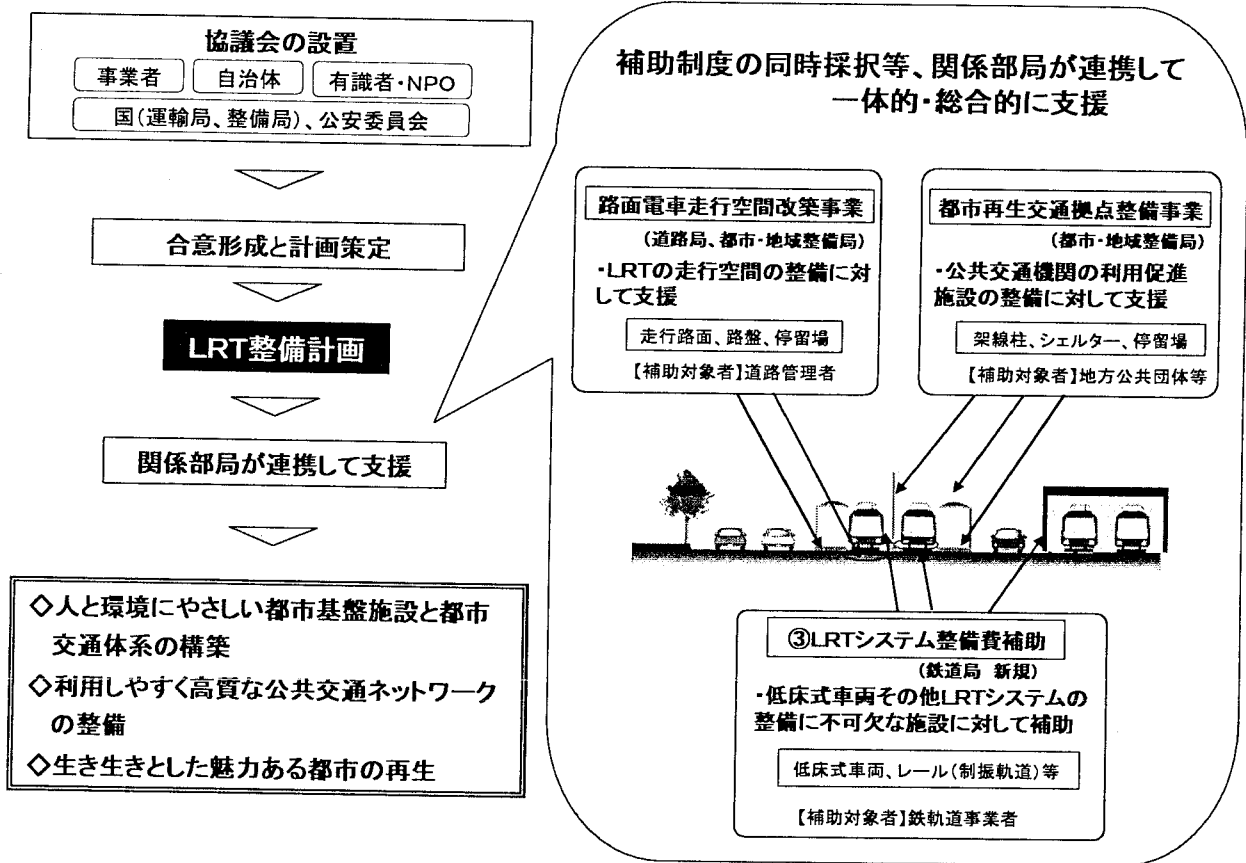 協議会の設置
事業者
自治体
有識者・NPO
国(運輸局、整備局)、公安委員会
合意形成と計画策定
LRT整備計画
関係部局が連携して支援
◇人と環境にやさしい都市基盤施設と都市
交通体系の構築
◇利用しやすく高質な公共交通ネットワーク
の整備
◇生き生きとした魅力ある都市の再生
補助制度の同時採択等、関係部局が連携して
一体的・総合的に支援
路面電車走行空間改築事業
(道路局、都市・地域整備局)
・LRTの走行空間の整備に対
して支援
走行路面、路盤、停留場
【補助対象者】道路管理者
都市再生交通拠点整備事業
(都市・地域整備局)
・公共交通機関の利用促進
施設の整備に対して支援
架線柱、シェルター、停留場
【補助対象者】地方公共団体等
③LRTシステム整備費補助
(鉄道局 新規)
・低床式車両その他LRTシステムの
整備に不可欠な施設に対して補助
低床式車両、レール(制振軌道)等
【補助対象者】鉄軌道事業者